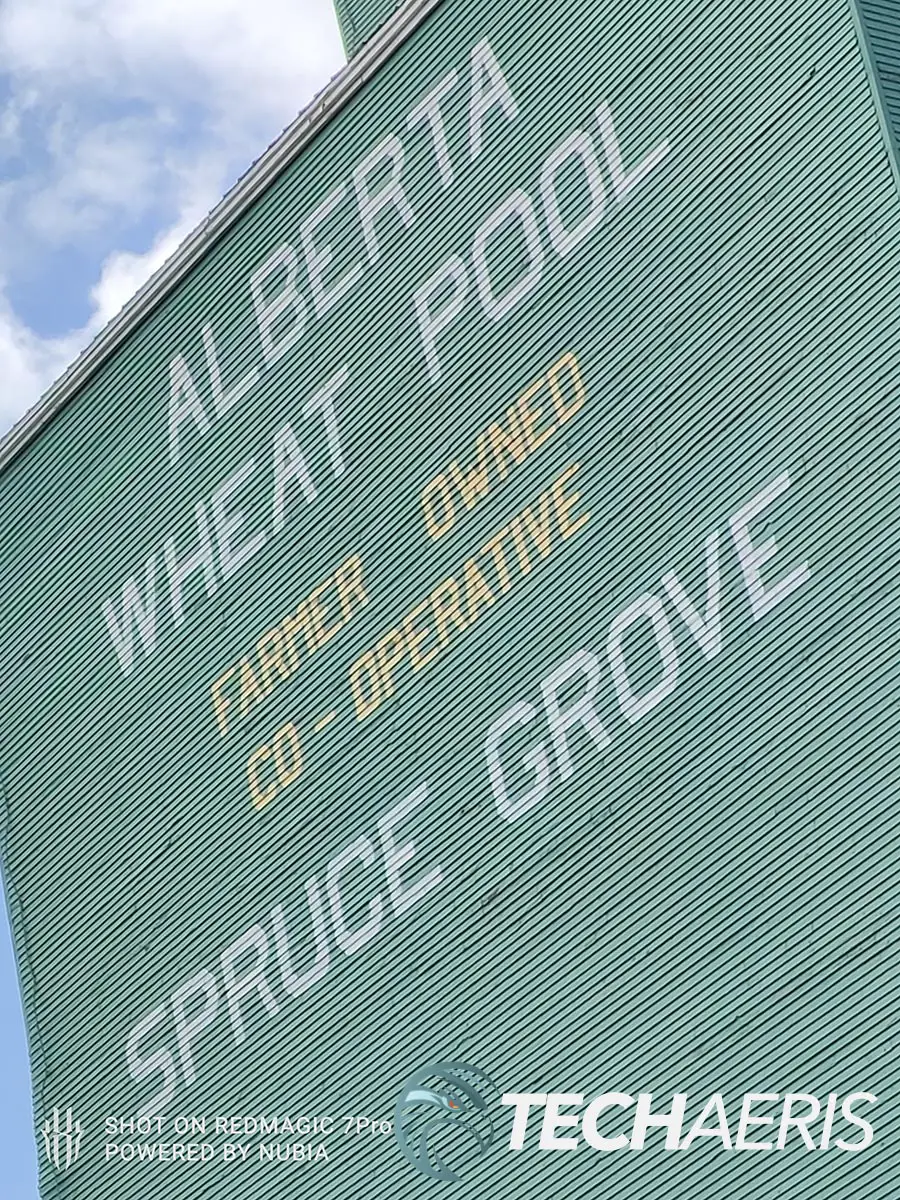 ALBERTA
WHEAT POOL
FARMER OWNED
CO-OPERATIVE
SPRUCE GROVE
SHOT ON REDMAGIC 7Pro
POWERED BY NUBIA
TECHAERIS